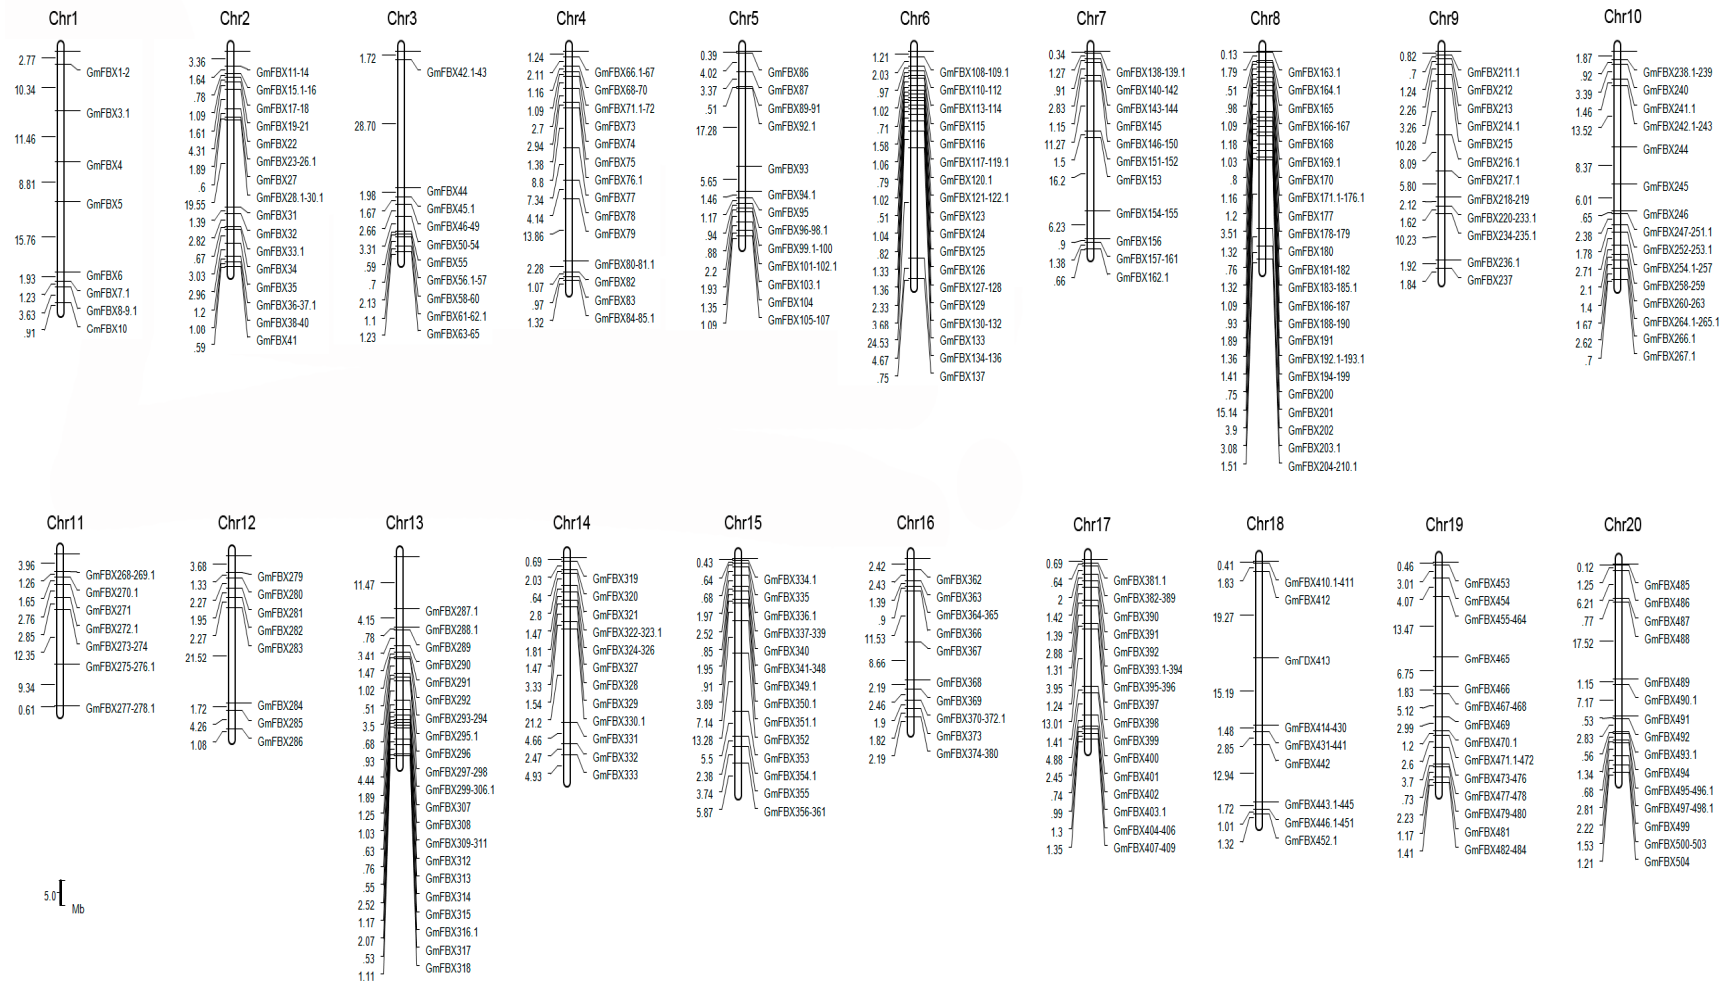 Chr1
2.77
10.34
11.46
8.81
15.76
1.93
1.23
3.63
.91
GmFBX1-2
GmFBX3.1
GmFBX4
GmFBX5
GmFBX6
GmFBX7.1
GmFBX8-9.1
GmFBX10
Chr2
3.36
1.64
.78
1.09
1.61
4.31
1.89
.6
19.55
1.39
2.82
.67
3.03
2.96
1.2
1.08
.59
GmFBX11-14
GmFBX15.1-16
GmFBX17-18
GmFBX19-21
GmFBX22
GmFBX23-26.1
GmFBX27
GmFBX28.1-30.1
GmFBX31
GmFBX32
GmFBX33.1
GmFBX34
GmFBX35
GmFBX36-37.1
GmFBX38-40
GmFBX41
Chr3
1.72
28.70
1.98
1.67
2.66
3.31
.59
.7
2.13
1.1
1.23
GmFBX42.1-43
GmFBX44
GmFBX45.1
GmFBX46-49
GmFBX50-54
GmFBX55
GmFBX56.1-57
GmFBX58-60
GmFBX61-62.1
GmFBX63-65
Chr4
1.24
2.11
1.16
1.09
2.7
2.94
1.38
8.8
7.34
4.14
13.86
2.28
1.07
.97
1.32
GmFBX66.1-67
GmFBX68-70
GmFBX71.1-72
GmFBX73
GmFBX74
GmFBX75
GmFBX76.1
GmFBX77
GmFBX78
GmFBX79
GmFBX80-81.1
GmFBX82
GmFBX83
GmFBX84-85.1
Chr5
0.39
4.02
3.37
.51
17.28
5.65
1.46
1.17
.94
.88
2.2
1.93
1.35
1.09
GmFBX86
GmFBX87
GmFBX89-91
GmFBX92.1
GmFBX93
GmFBX94.1
GmFBX95
GmFBX96-98.1
GmFBX99.1-100
GmFBX101-102.1
GmFBX103.1
GmFBX104
GmFBX105-107
Chr6
1.21
2.03
.97
1.02
.71
1.58
1.06
.79
1.02
.51
1.04
.82
1.33
1.36
2.33
3.68
24.53
4.67
.75
GmFBX108-109.1
GmFBX110-112
GmFBX113-114
GmFBX115
GmFBX116
GmFBX117-119.1
GmFBX120.1
GmFBX121-122.1
GmFBX123
GmFBX124
GmFBX125
GmFBX126
GmFBX127-128
GmFBX129
GmFBX130-132
GmFBX133
GmFBX134-136
GmFBX137
Chr7
0.34
1.27
.91
2.83
1.15
11.27
1.5
16.2
6.23
.9
1.38
.66
GmFBX138-139.1
GmFBX140-142
GmFBX143-144
GmFBX145
GmFBX146-150
GmFBX151-152
GmFBX153
GmFBX154-155
GmFBX156
GmFBX157-161
GmFBX162.1
Chr8
0.13
1.79
.51
.98
1.09
1.18
1.03
.8
1.16
1.2
3.51
1.32
.76
1.32
1.09
.93
1.89
1.36
1.41
.75
15.14
3.9
3.08
1.51
GmFBX163.1
GmFBX164.1
GmFBX165
GmFBX166-167
GmFBX168
GmFBX169.1
GmFBX170
GmFBX171.1-176.1
GmFBX177
GmFBX178-179
GmFBX180
GmFBX181-182
GmFBX183-185.1
GmFBX186-187
GmFBX188-190
GmFBX191
GmFBX192.1-193.1
GmFBX194-199
GmFBX200
GmFBX201
GmFBX202
GmFBX203.1
GmFBX204-210.1
Chr9
0.82
.7
1.24
2.26
3.26
10.28
8.09
5.80
2.12
1.62
10.23
1.92
1.84
GmFBX211.1
GmFBX212
GmFBX213
GmFBX214.1
GmFBX215
GmFBX216.1
GmFBX217.1
GmFBX218-219
GmFBX220-233.1
GmFBX234-235.1
GmFBX236.1
GmFBX237
Chr10
1.87
.92
3.39
1.46
13.52
8.37
6.01
.65
2.38
1.78
2.71
2.1
1.4
1.67
2.62
.7
GmFBX238.1-239
GmFBX240
GmFBX241.1
GmFBX242.1-243
GmFBX244
GmFBX245
GmFBX246
GmFBX247-251.1
GmFBX252-253.1
GmFBX254.1-257
GmFBX258-259
GmFBX260-263
GmFBX264.1-265.1
GmFBX266.1
GmFBX267.1
Chr11
3.96
1.26
1.65
2.76
2.85
12.35
9.34
0.61
GmFBX268-269.1
GmFBX270.1
GmFBX271
GmFBX272.1
GmFBX273-274
GmFBX275-276.1
GmFBX277-278.1
Chr12
3.68
1.33
2.27
1.95
2.27
21.52
1.72
4.26
1.08
GmFBX279
GmFBX280
GmFBX281
GmFBX282
GmFBX283
GmFBX284
GmFBX285
GmFBX286
Chr13
11.47
4.15
.78
3.41
1.47
1.02
.51
3.5
.68
.93
4.44
1.89
1.25
1.03
.63
.76
.55
2.52
1.17
2.07
.53
1.11
GmFBX287.1
GmFBX288.1
GmFBX289
GmFBX290
GmFBX291
GmFBX292
GmFBX293-294
GmFBX295.1
GmFBX296
GmFBX297-298
GmFBX299-306.1
GmFBX307
GmFBX308
GmFBX309-311
GmFBX312
GmFBX313
GmFBX314
GmFBX315
GmFBX316.1
GmFBX317
GmFBX318
Chr14
0.69
2.03
.64
2.8
1.47
1.81
1.47
3.33
1.54
21.2
4.66
2.47
4.93
GmFBX319
GmFBX320
GmFBX321
GmFBX322-323.1
GmFBX324-326
GmFBX327
GmFBX328
GmFBX329
GmFBX330.1
GmFBX331
GmFBX332
GmFBX333
Chr15
0.43
.64
.68
1.97
2.52
.85
1.95
.91
3.89
7.14
13.28
5.5
2.38
3.74
5.87
GmFBX334.1
GmFBX335
GmFBX336.1
GmFBX337-339
GmFBX340
GmFBX341-348
GmFBX349.1
GmFBX350.1
GmFBX351.1
GmFBX352
GmFBX353
GmFBX354.1
GmFBX355
GmFBX356-361
Chr16
2.42
2.43
1.39
.9
11.53
8.66
2.19
2.46
1.9
1.82
2.19
GmFBX362
GmFBX363
GmFBX364-365
GmFBX366
GmFBX367
GmFBX368
GmFBX369
GmFBX370-372.1
GmFBX373
GmFBX374-380
Chr17
0.69
.64
2
1.42
1.39
2.88
1.31
3.95
1.24
13.01
1.41
4.88
2.45
.74
.99
1.3
1.35
GmFBX381.1
GmFBX382-389
GmFBX390
GmFBX391
GmFBX392
GmFBX393.1-394
GmFBX395-396
GmFBX397
GmFBX398
GmFBX399
GmFBX400
GmFBX401
GmFBX402
GmFBX403.1
GmFBX404-406
GmFBX407-409
Chr18
0.41
1.83
19.27
15.19
1.48
2.85
12.94
1.72
1.01
1.32
GmFBX410.1-411
GmFBX412
GmFDX413
GmFBX414-430
GmFBX431-441
GmFBX442
GmFBX443.1-445
GmFBX446.1-451
GmFBX452.1
Chr19
0.46
3.01
4.07
13.47
6.75
1.83
5.12
2.99
1.2
2.6
3.7
.73
2.23
1.17
1.41
GmFBX453
GmFBX454
GmFBX455-464
GmFBX465
GmFBX466
GmFBX467-468
GmFBX469
GmFBX470.1
GmFBX471.1-472
GmFBX473-476
GmFBX477-478
GmFBX479-480
GmFBX481
GmFBX482-484
Chr20
0.12
1.25
6.21
.77
17.52
1.15
7.17
.53
2.83
.56
1.34
.68
2.81
2.22
1.53
1.21
GmFBX485
GmFBX486
GmFBX487
GmFBX488
GmFBX489
GmFBX490.1
GmFBX491
GmFBX492
GmFBX493.1
GmFBX494
GmFBX495-496.1
GmFBX497-498.1
GmFBX499
GmFBX500-503
GmFBX504
5.0
Mb